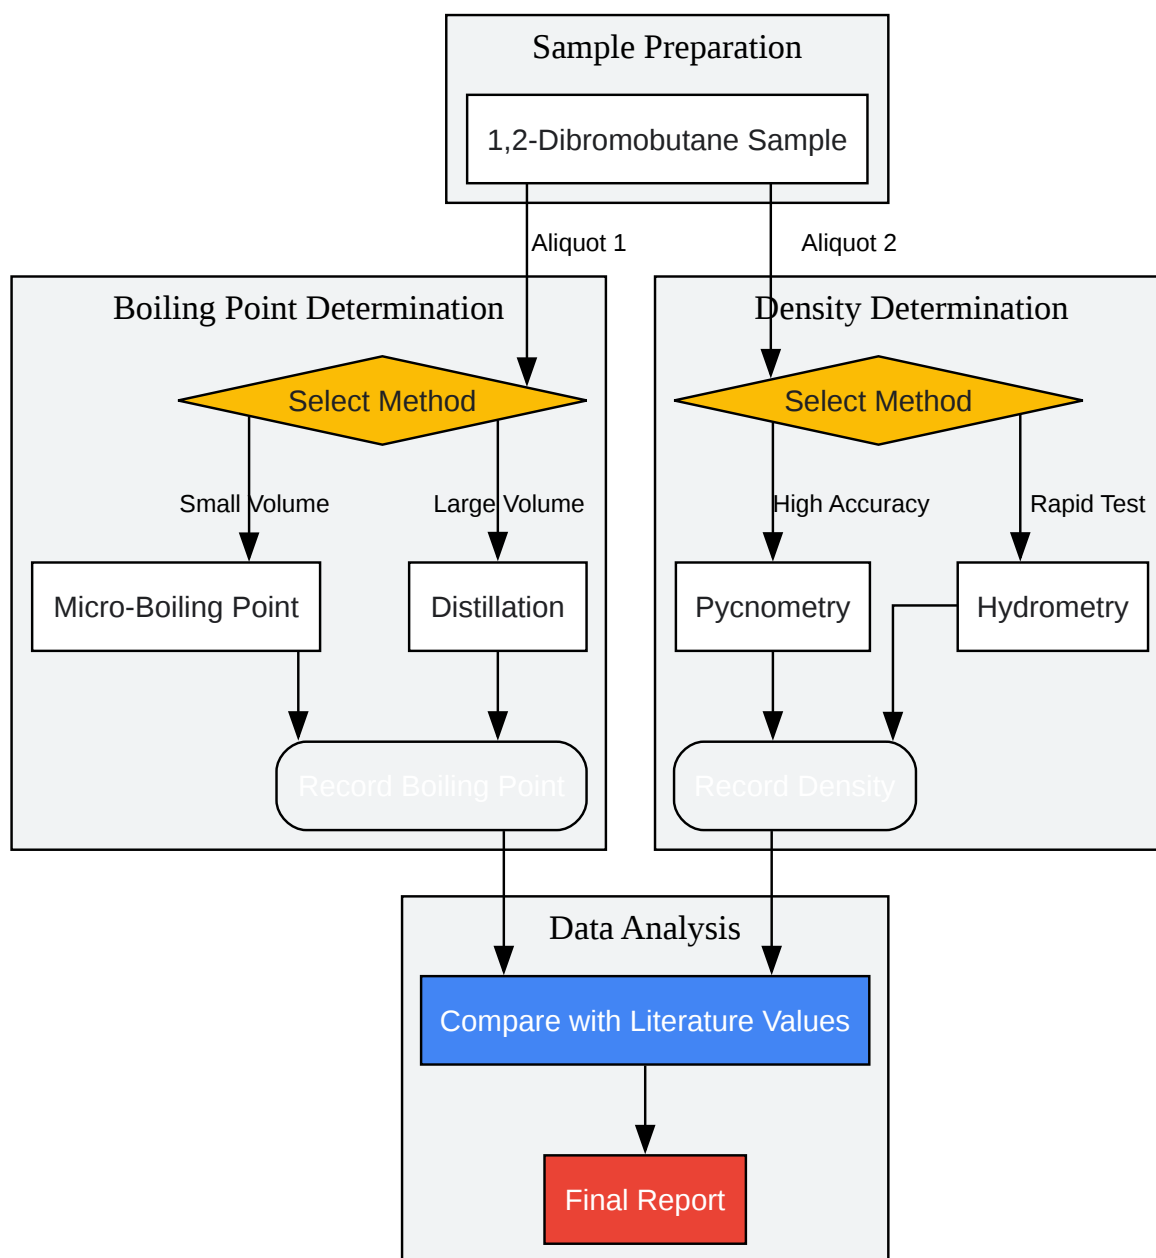 Sample Preparation
1,2-Dibromobutane Sample
Aliquot 1
Aliquot 2
Boiling Point Determination
Density Determination
Select Method
Select Method
Small Volume
Large Volume
High Accuracy
Rapid Test
Micro-Boiling Point
Distillation
Pycnometry
Hydrometry
Record Boiling Point
Record Density
Data Analysis
Compare with Literature Values
Final Report